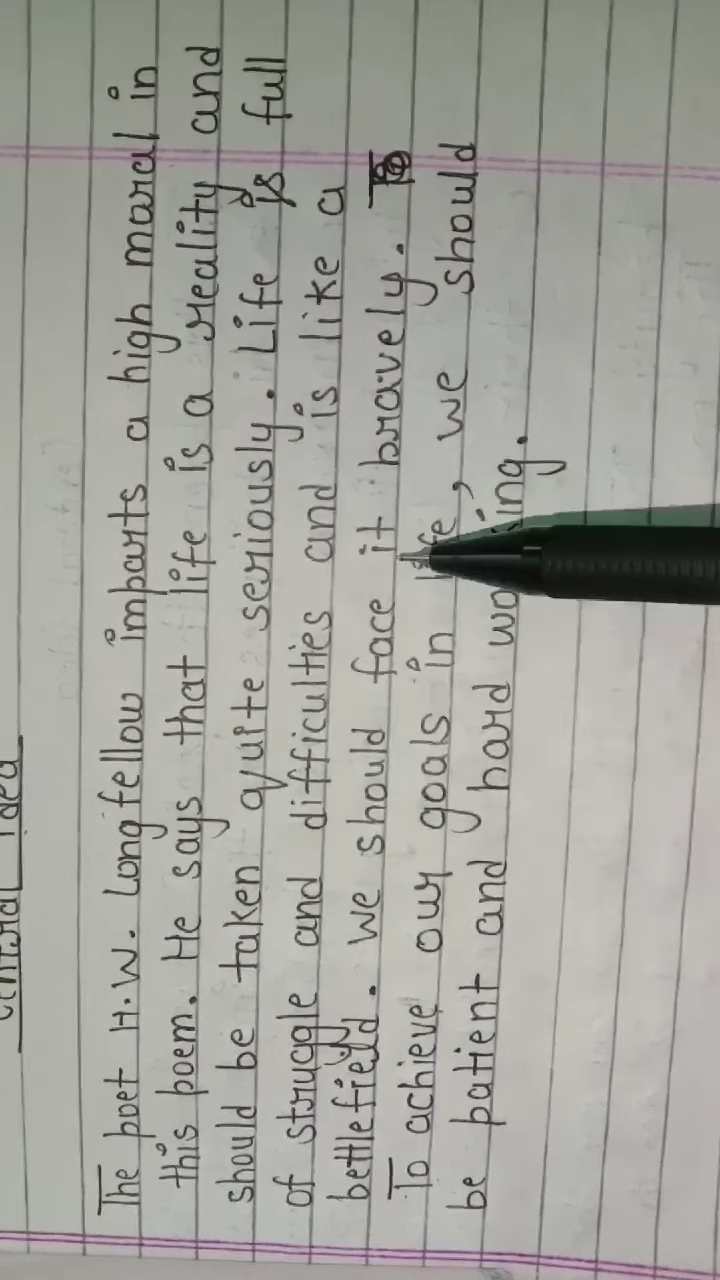 Central idea
The poet H.W. Longfellow imparts a high moral in
this poem. He says that life is a reality and
should be taken quite seriously. Life is full
of struggle and difficulties and is like a
bettlefield. we should face it bravely.
To achieve our goals in life, we should
be patient and hard working.